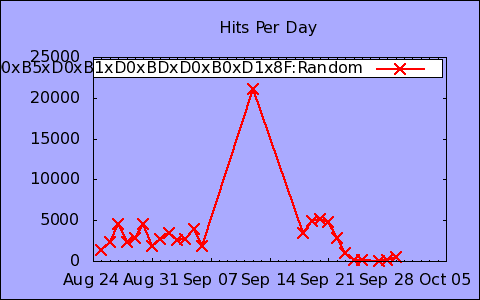 Hits Per Day
25000
0xB5xD0xB1xD0xBDxD0xB0xD1x8F:Random
20000
15000
10000
5000
0
Aug 24 Aug 31 Sep 07 Sep 14 Sep 21 Sep 28 Oct 05